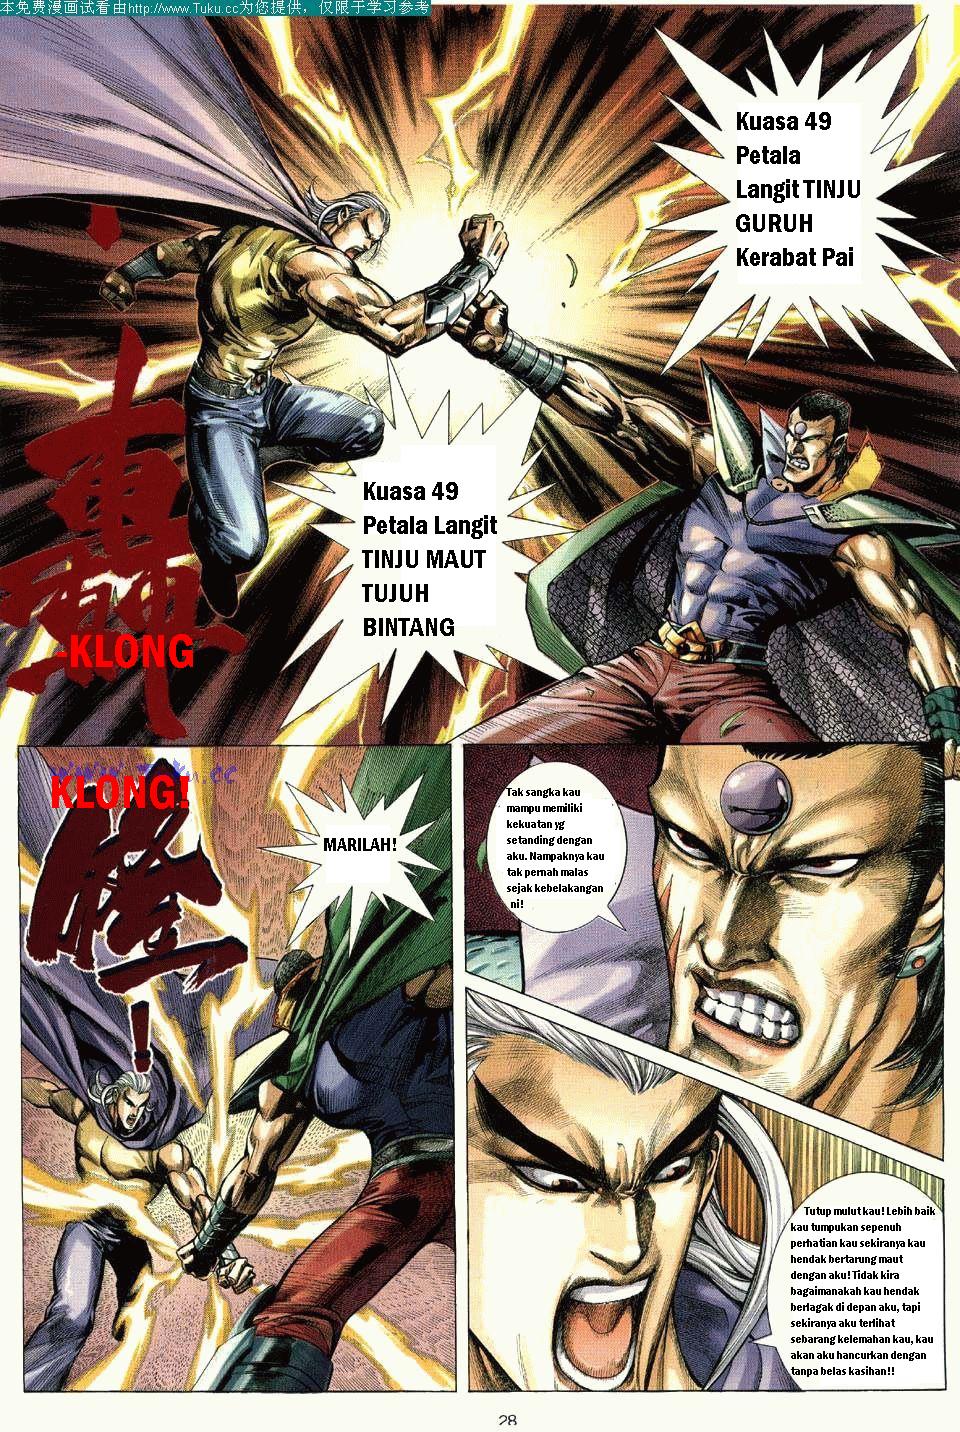 本免费漫画试看由http://www.Tuku.cc为您提供，仅限于学习参考
Kuasa 49
Petala
Langit TINJU
GURUH
Kerabat Pai
Kuasa 49
Petala Langit
TINJU MAUT
TUJUH
BINTANG
轟
-KLONG
KLONG!
!
MARILAH!
Tak sangka kau
mampu memiliki
kekuatan yg
setanding dengan
aku. Nampaknya kau
tak pernah malas
sejak kebelakangan
ni!
Tutup mulut kau! Lebih baik
kau tumpukan sepenuh
perhatian kau sekiranya kau
hendak bertarung maut
dengan aku! Tidak kira
bagaimanakah kau hendak
berlagak di depan aku, tapi
sekiranya aku terlihat
sebarang kelemahan kau, kau
akan aku hancurkan dengan
tanpa belas kasihan!!
28